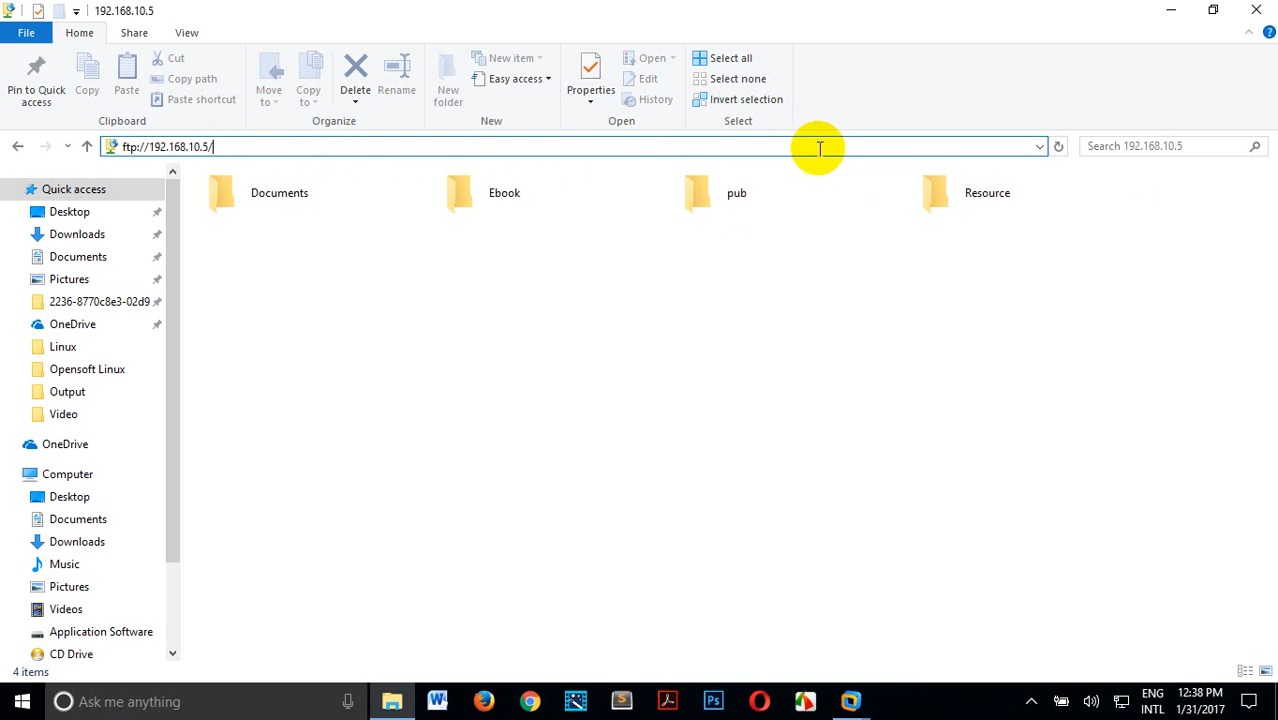 192.168.10.5
File Home Share View
Pin to Quick access
Copy
Paste
Cut
Copy path
Paste shortcut
Clipboard
Move to
Copy to
Delete
Rename
Organize
New folder
New item
Easy access
New
Properties
Open
Edit
History
Open
Select all
Select none
Invert selection
Select
ftp://192.168.10.5/
Search 192.168.10.5
Documents
Ebook
pub
Resource
Quick access
Desktop
Downloads
Documents
Pictures
2236-8770c8e3-02d9
OneDrive
Linux
Opensoft Linux
Output
Video
OneDrive
Computer
Desktop
Documents
Downloads
Music
Pictures
Videos
Application Software
CD Drive
4 items
Ask me anything
ENG
INTL
12:38 PM
1/31/2017